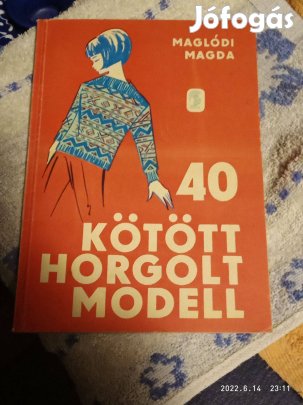 Jófogás
MAGLÓDI
MAGDA
40
KÖTÖTT
HORGOLT
MODELL
2022.6.14 23:11